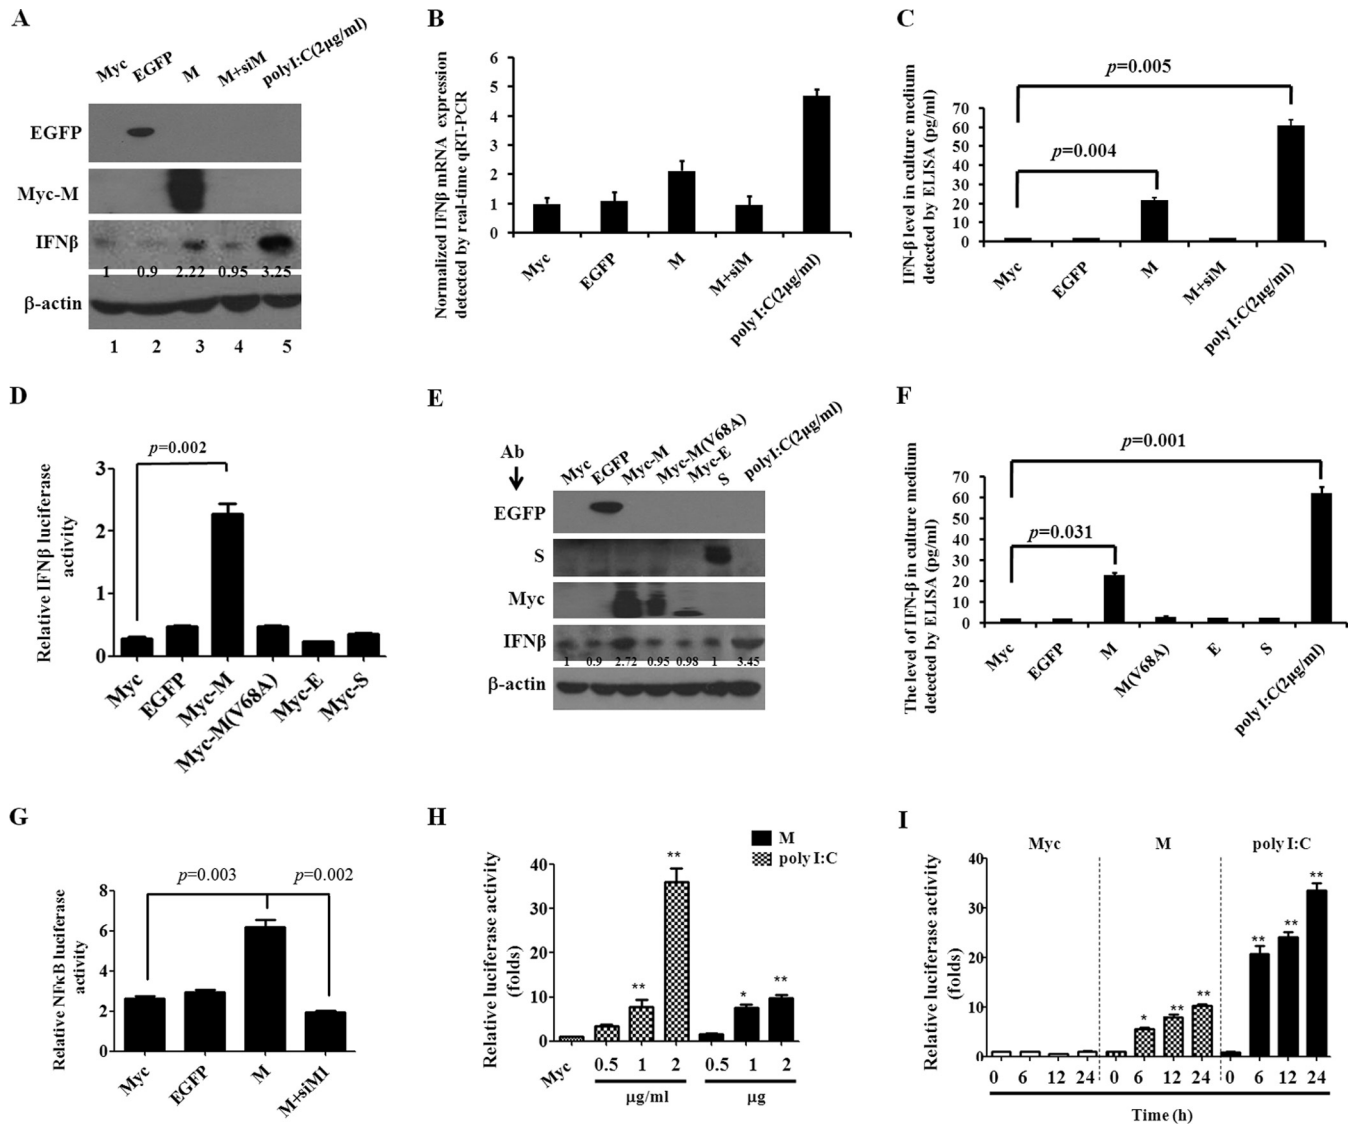 A
Myc EGFP M M+siM polyI:C(2μg/ml)
EGFP
Myc-M
IFNβ
1 0.9 2.22 0.95 3.25
β-actin
1 2 3 4 5
B
Normalized IFNβ mRNA expression
detected by real-time qRT-PCR
6
5
4
3
2
1
0
Myc EGFP M M+siM poly I:C(2μg/ml)
C
IFN-β level in culture medium
detected by ELISA (pg/ml)
p=0.005
p=0.004
70
60
50
40
30
20
10
0
Myc EGFP M M+siM poly I:C(2μg/ml)
D
Relative IFNβ luciferase
activity
p=0.002
3
2
1
0
Myc EGFP Myc-M Myc-M(V68A) Myc-E Myc-S
E
Ab
Myc EGFP Myc-M Myc-M(V68A) Myc-E S polyI:C(2μg/ml)
EGFP
S
Myc
IFNβ
1 0.9 2.72 0.95 0.98 1 3.45
β-actin
F
The level of IFN-β in culture medium
detected by ELISA (pg/ml)
p=0.001
p=0.031
70
60
50
40
30
20
10
0
Myc EGFP M M(V68A) E S poly I:C(2μg/ml)
G
Relative NFκB luciferase
activity
p=0.003 p=0.002
8
6
4
2
0
Myc EGFP M M+siM1
H
M
poly I:C
Relative luciferase activity
(folds)
40
30
20
10
0
** ** * **
Myc 0.5 1 2 0.5 1 2
μg/ml μg
I
Myc M poly I:C
Relative luciferase activity
(folds)
40
30
20
10
0
* ** ** ** ** **
0 6 12 24 0 6 12 24 0 6 12 24
Time (h)